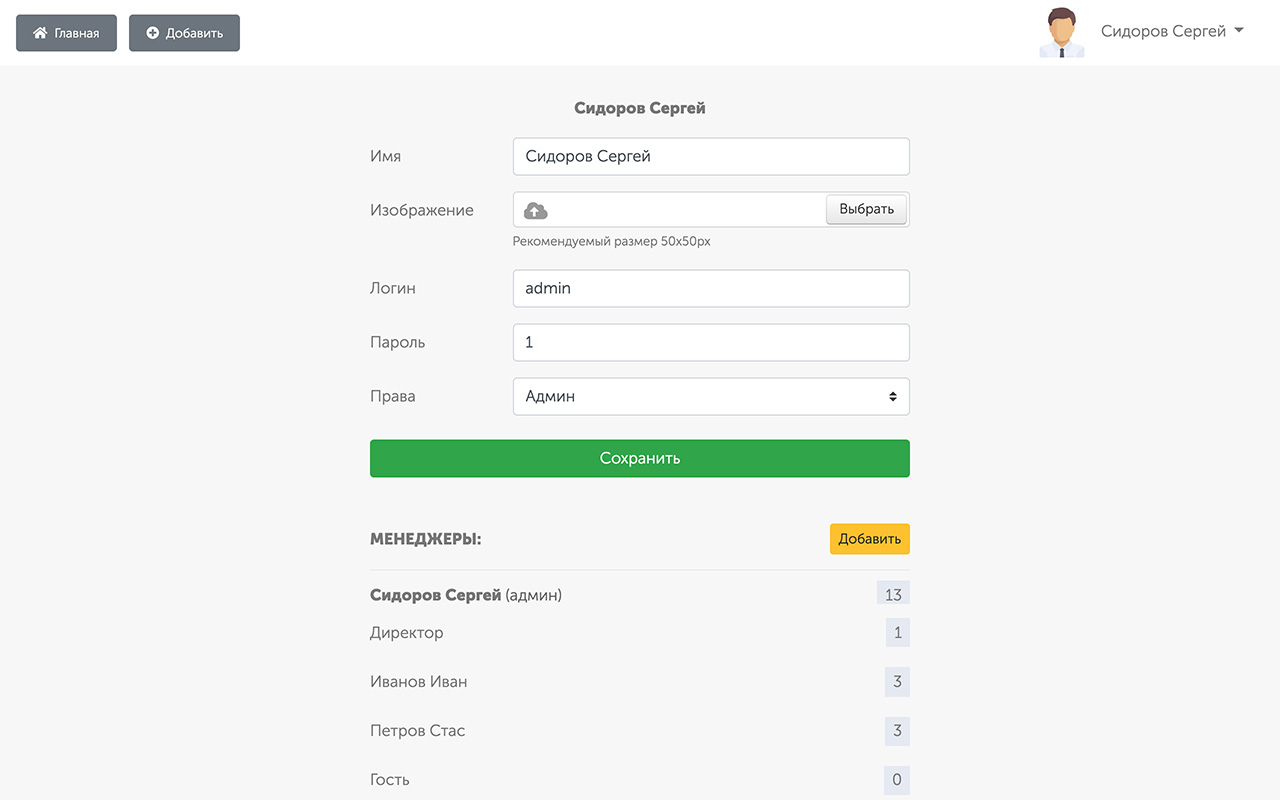 Главная
Добавить
Сидоров Сергей
Сидоров Сергей
Имя
Сидоров Сергей
Изображение
Выбрать
Рекомендуемый размер 50x50px
Логин
admin
Пароль
1
Права
Админ
Сохранить
МЕНЕДЖЕРЫ:
Добавить
Сидоров Сергей (админ)
13
Директор
1
Иванов Иван
3
Петров Стас
3
Гость
0